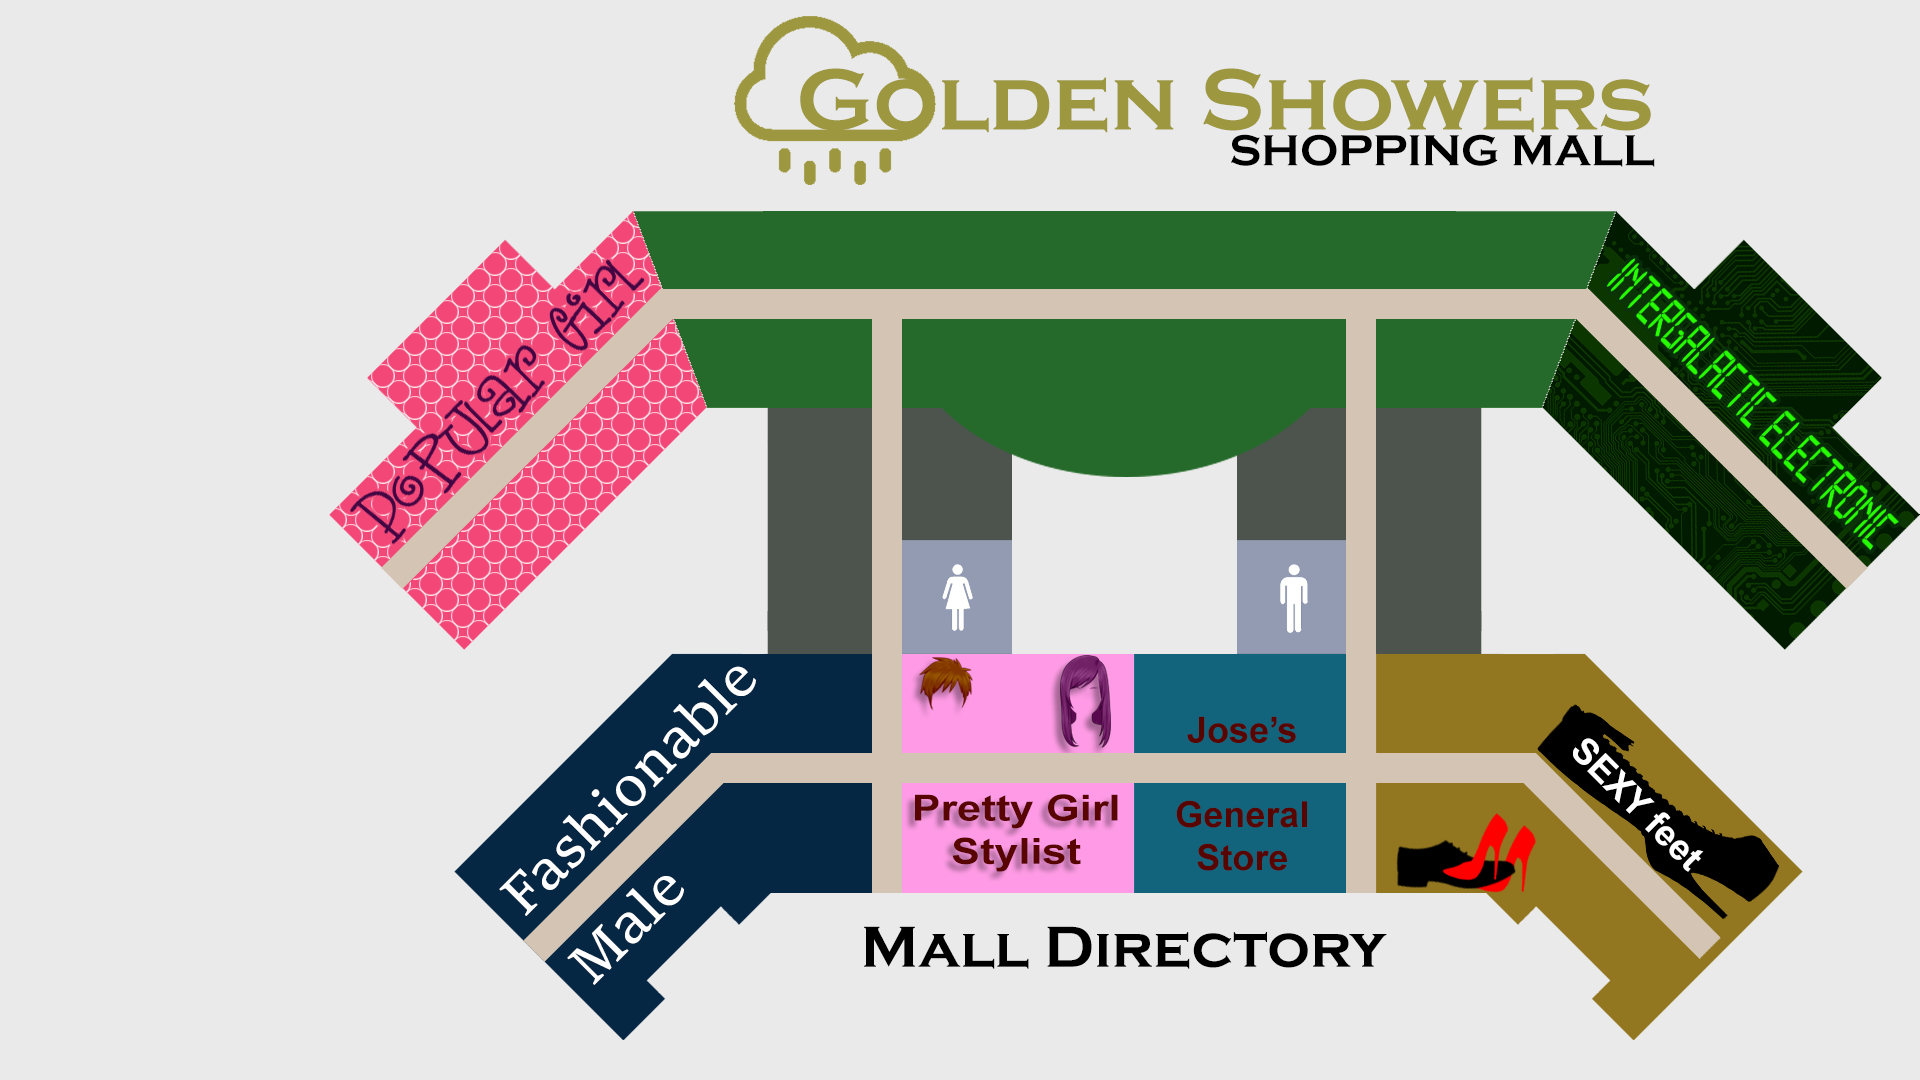 GOLDEN SHOWERS
SHOPPING MALL
PoPUlar Girl
INTERGALACTIC ELECTRONIC
Fashionable
Male
Jose’s
General
Store
Pretty Girl
Stylist
SEXY feet
MALL DIRECTORY